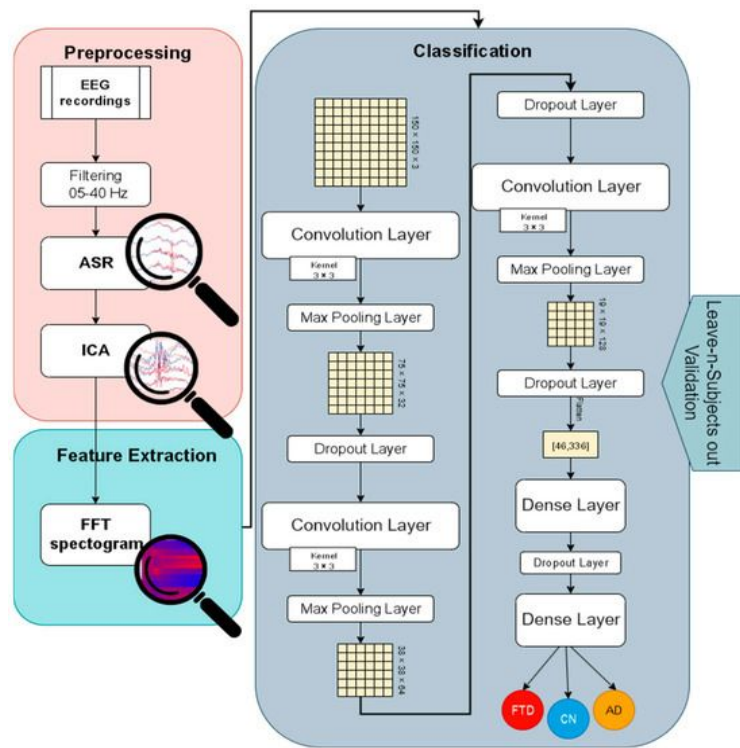 Preprocessing
EEG
recordings
Filtering
05-40 Hz
ASR
ICA
Feature Extraction
FFT
spectogram
Classification
150 × 150 × 3
Convolution Layer
Kernel
3 × 3
Max Pooling Layer
75 × 75 × 32
Dropout Layer
Convolution Layer
Kernel
3 × 3
Max Pooling Layer
38 × 38 × 64
Dropout Layer
Convolution Layer
Kernel
3 × 3
Max Pooling Layer
19 × 19 × 128
Dropout Layer
Flatten
[46,336]
Dense Layer
Dropout Layer
Dense Layer
FTD
CN
AD
Leave-n-Subjects out
Validation